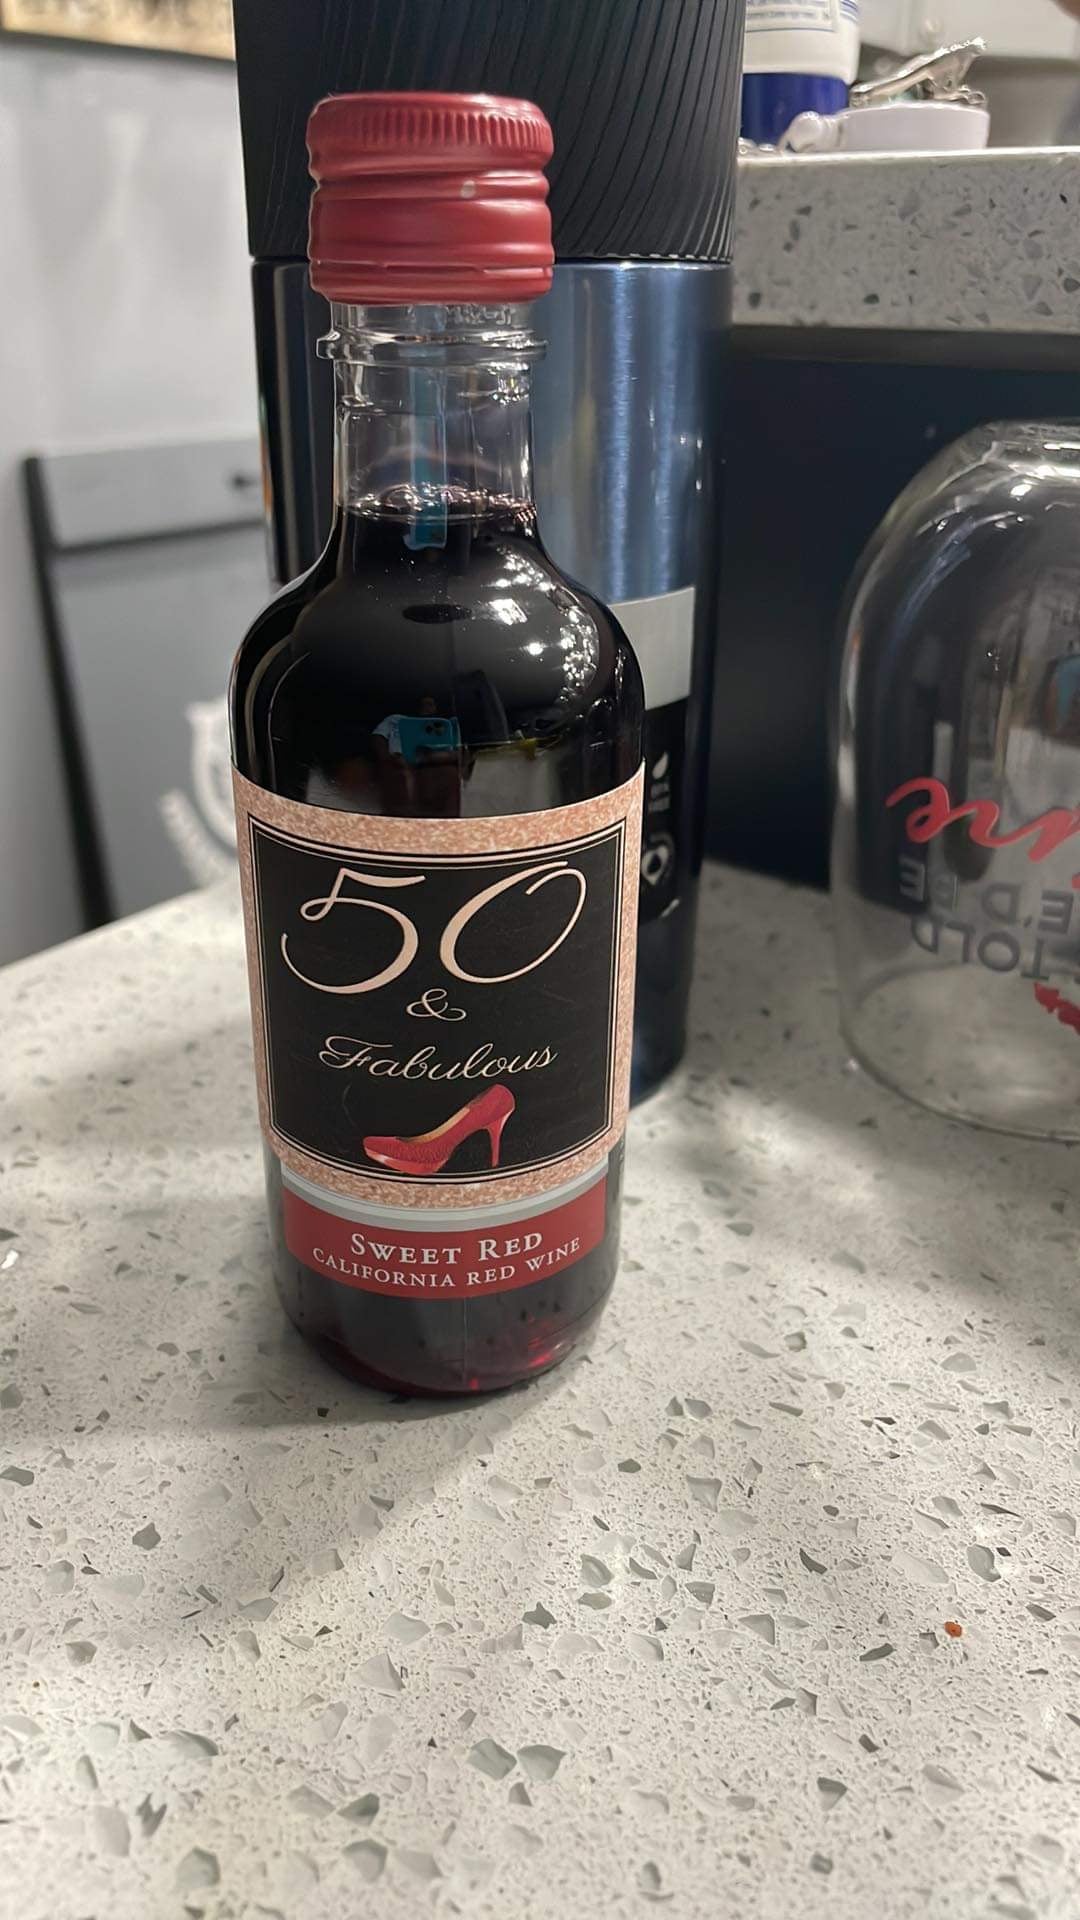 50
&
Fabulous
SWEET RED
CALIFORNIA RED WINE